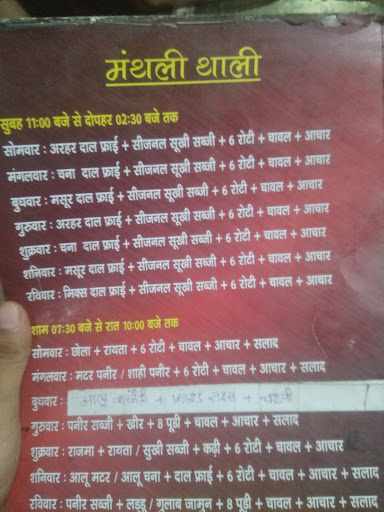 मंथली थाली
सुबह 11:00 बजे से दोपहर 02:30 बजे तक
सोमवार : अरहर दाल फ्राई + सीजनल सूखी सब्जी + 6 रोटी + चावल + आचार
मंगलवार : चना दाल फ्राई + सीजनल सूखी सब्जी + 6 रोटी + चावल + आचार
बुधवार : मसूर दाल फ्राई + सीजनल सूखी सब्जी + 6 रोटी + चावल + आचार
गुरुवार : अरहर दाल फ्राई + सीजनल सूखी सब्जी + 6 रोटी + चावल + आचार
शुक्रवार : चना दाल फ्राई + सीजनल सूखी सब्जी + 6 रोटी + चावल + आचार
शनिवार : मसूर दाल फ्राई + सीजनल सूखी सब्जी + 6 रोटी + चावल + आचार
रविवार : मिक्स दाल फ्राई + सीजनल सूखी सब्जी + 6 रोटी + चावल + आचार
शाम 07:30 बजे से रात 10:00 बजे तक
सोमवार : छोला + रायता + 6 रोटी + चावल + आचार + सलाद
मंगलवार : मटर पनीर / शाही पनीर + 6 रोटी + चावल + आचार + सलाद
बुधवार : आलू + फ्राइड राइस + चटनी
गुरुवार : पनीर सब्जी + खीर + 8 पूडी + चावल + आचार + सलाद
शुक्रवार : राजमा + रायता / सुखी सब्जी + कढ़ी + 6 रोटी + चावल + आचार
शनिवार : आलू मटर / आलू चना + दाल फ्राई + 6 रोटी + चावल + आचार + सलाद
रविवार : पनीर सब्जी + लड्डू / गुलाब जामुन + 8 पूडी + चावल + आचार + सलाद